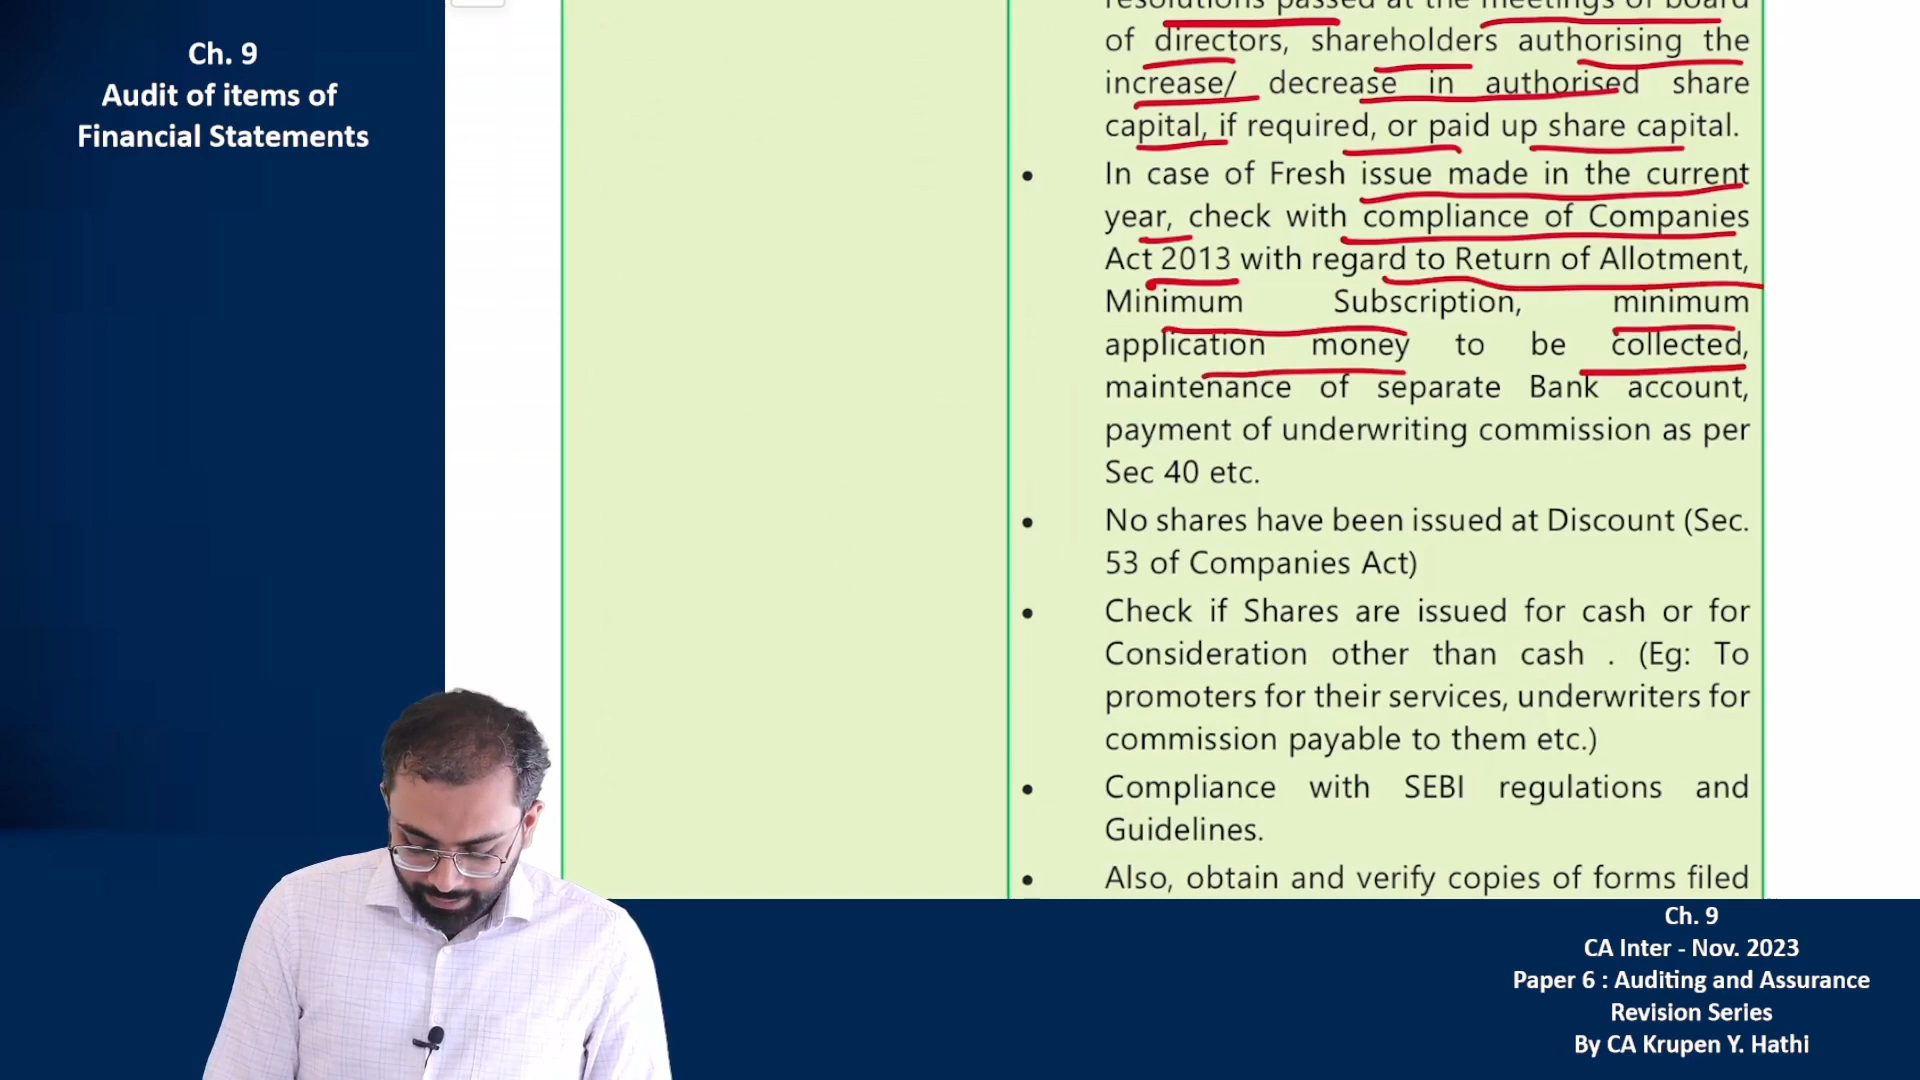 Ch. 9
Audit of items of
Financial Statements
resolutions passed at the meetings of board
of directors, shareholders authorising the
increase/ decrease in authorised share
capital, if required, or paid up share capital.
• In case of Fresh issue made in the current
year, check with compliance of Companies
Act 2013 with regard to Return of Allotment,
Minimum Subscription, minimum
application money to be collected,
maintenance of separate Bank account,
payment of underwriting commission as per
Sec 40 etc.
• No shares have been issued at Discount (Sec.
53 of Companies Act)
• Check if Shares are issued for cash or for
Consideration other than cash . (Eg: To
promoters for their services, underwriters for
commission payable to them etc.)
• Compliance with SEBI regulations and
Guidelines.
• Also, obtain and verify copies of forms filed
Ch. 9
CA Inter - Nov. 2023
Paper 6 : Auditing and Assurance
Revision Series
By CA Krupen Y. Hathi